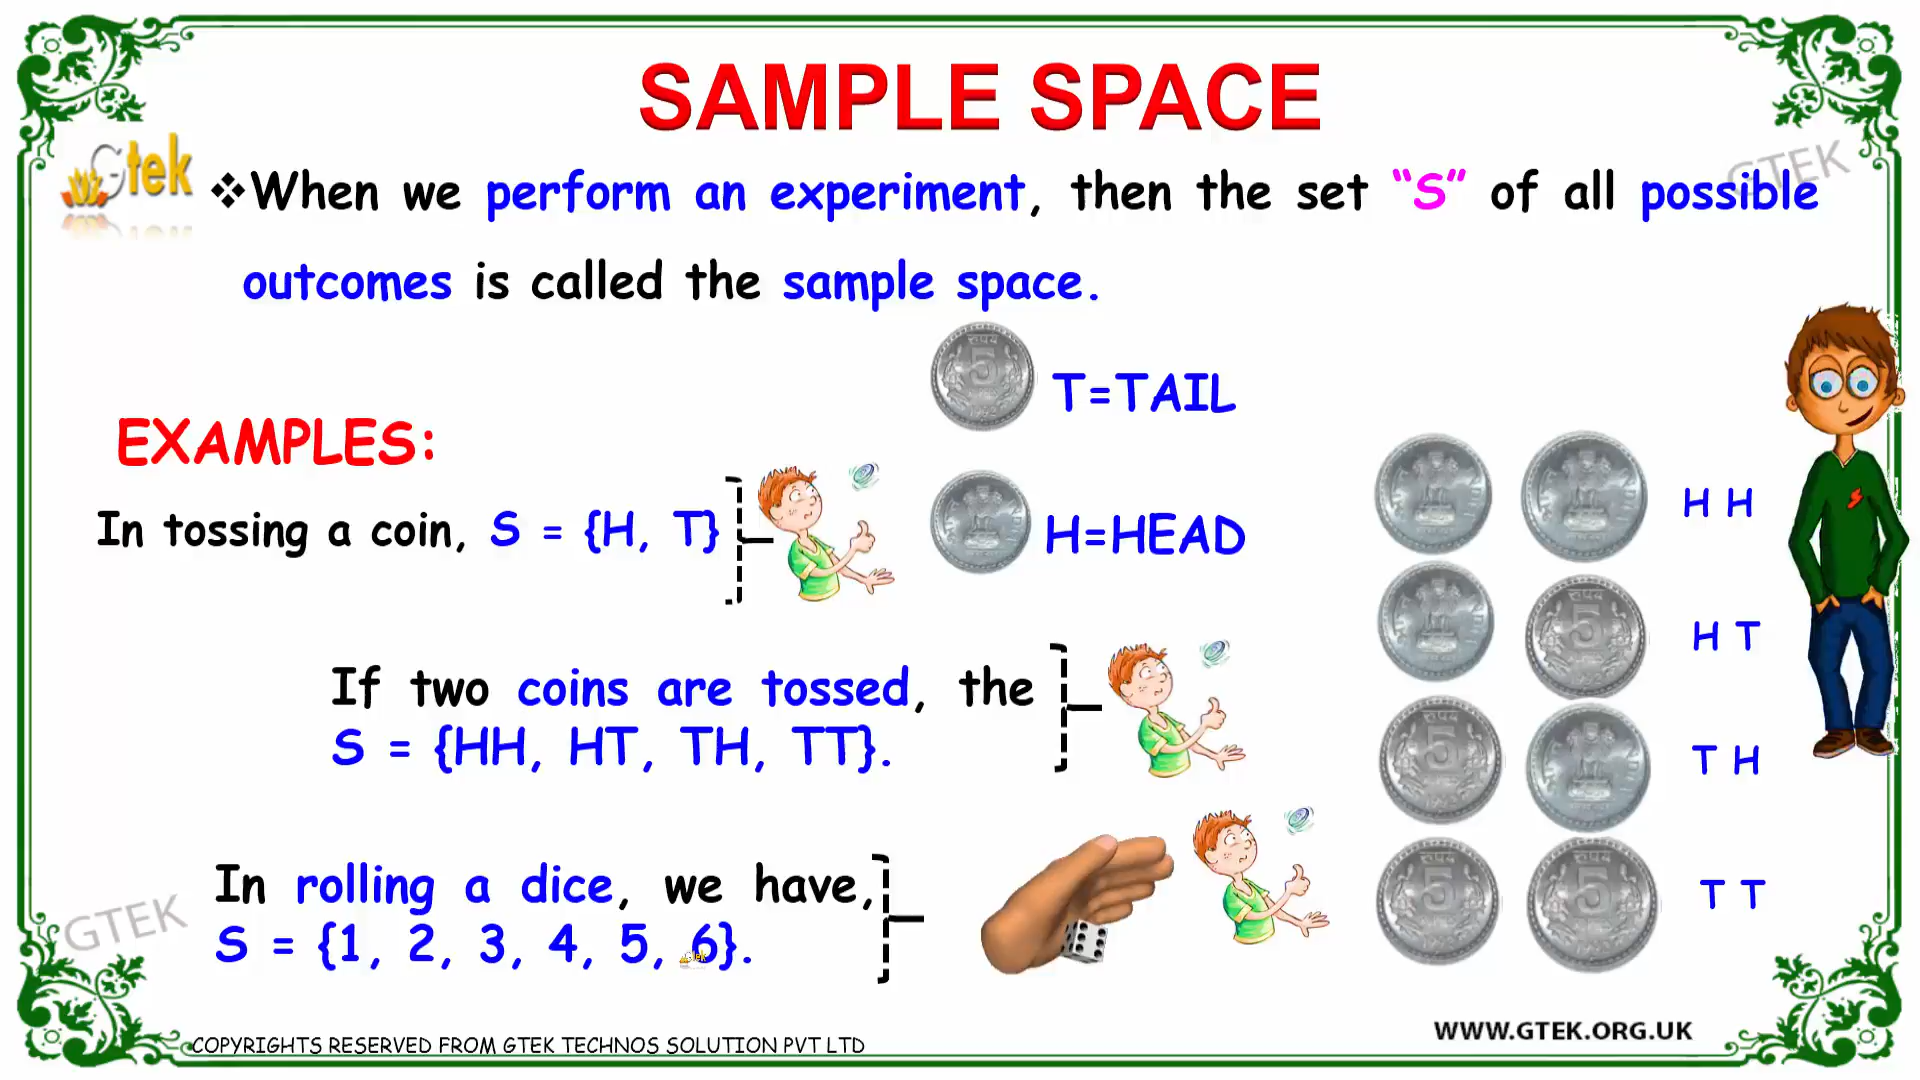 SAMPLE SPACE
Gtek
GTEK
❖When we perform an experiment, then the set “S” of all possible
outcomes is called the sample space.
T=TAIL
EXAMPLES:
In tossing a coin, S = {H, T}
H=HEAD
H H
H T
If two coins are tossed, the
S = {HH, HT, TH, TT}.
T H
In rolling a dice, we have,
S = {1, 2, 3, 4, 5, 6}.
T T
GTEK
WWW.GTEK.ORG.UK
COPYRIGHTS RESERVED FROM GTEK TECHNOS SOLUTION PVT LTD